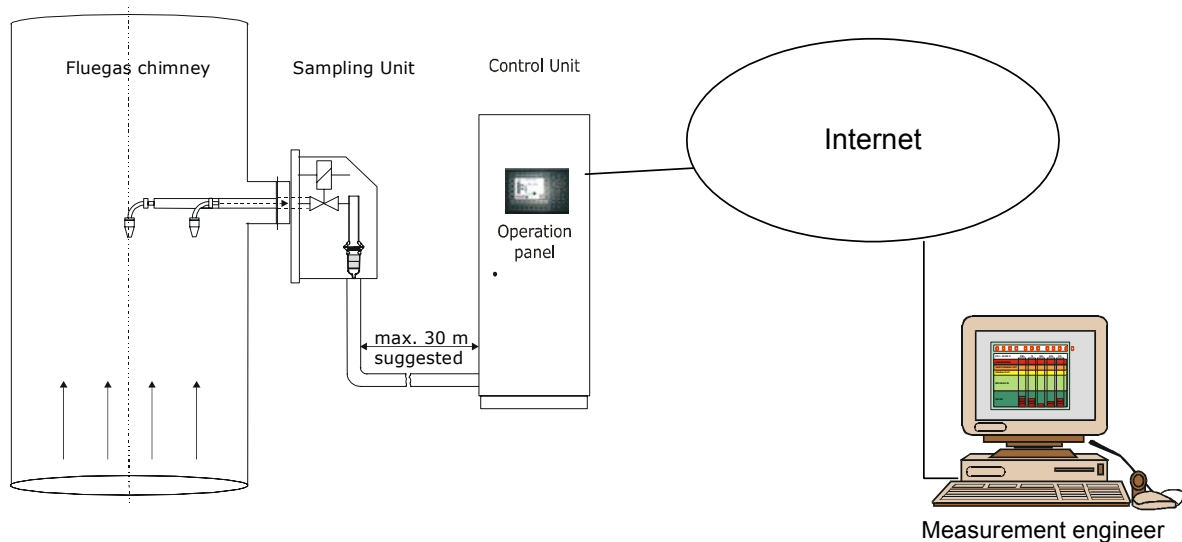 Fluegas chimney
Sampling Unit
Control Unit
Internet
Operation
panel
max. 30 m
suggested
Measurement engineer